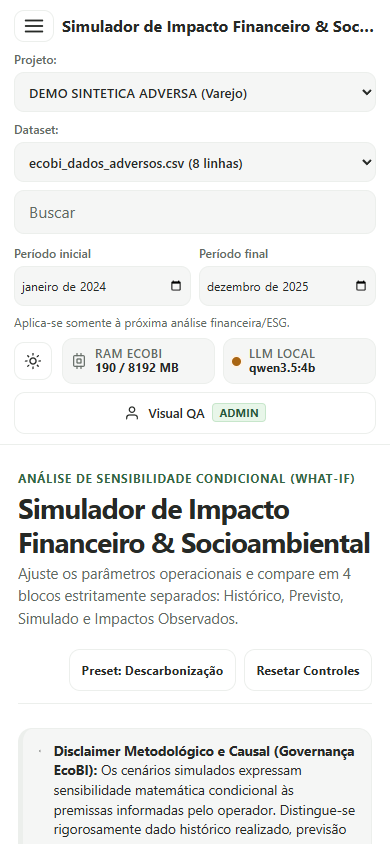 Simulador de Impacto Financeiro & Soc...
Projeto:
DEMO SINTETICA ADVERSA (Varejo)
Dataset:
ecobi_dados_adversos.csv (8 linhas)
Buscar
Período inicial
Período final
janeiro de 2024
dezembro de 2025
Aplica-se somente à próxima análise financeira/ESG.
RAM ECOBI
190 / 8192 MB
LLM LOCAL
qwen3.5:4b
Visual QA ADMIN
ANÁLISE DE SENSIBILIDADE CONDICIONAL (WHAT-IF)
Simulador de Impacto
Financeiro & Socioambiental
Ajuste os parâmetros operacionais e compare em 4
blocos estritamente separados: Histórico, Previsto,
Simulado e Impactos Observados.
Preset: Descarbonização
Resetar Controles
Disclaimer Metodológico e Causal (Governança
EcoBI): Os cenários simulados expressam
sensibilidade matemática condicional às
premissas informadas pelo operador. Distingue-se
rigorosamente dado histórico realizado, previsão